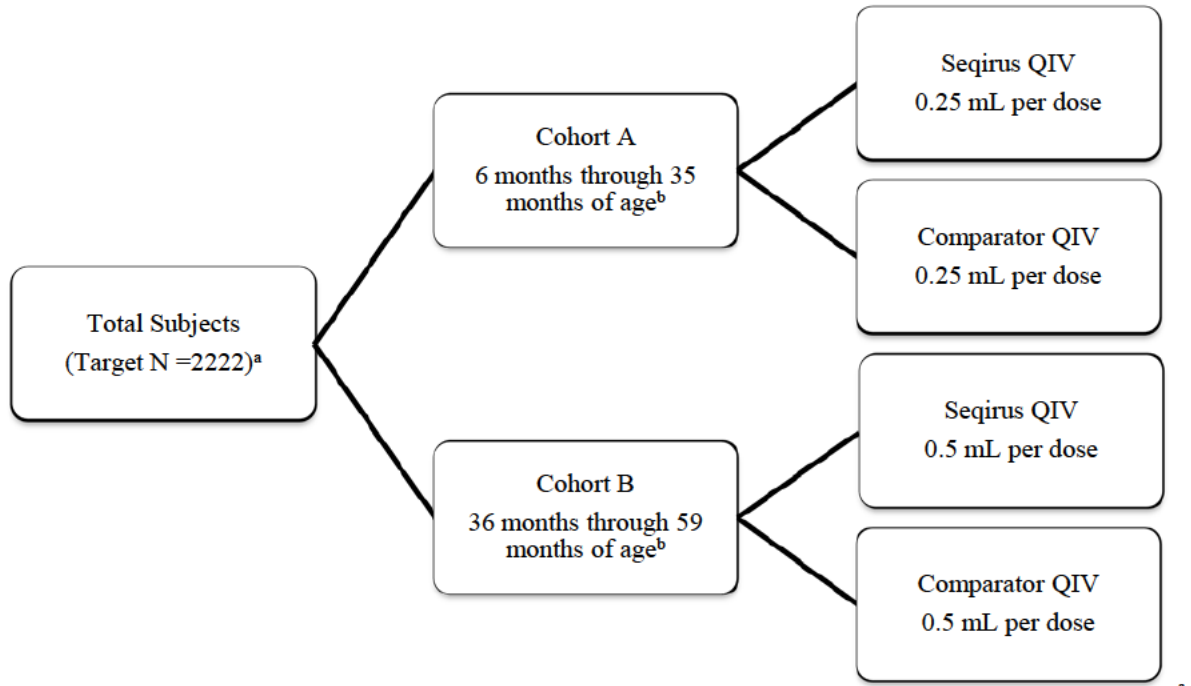 Total Subjects
(Target N =2222)ᵃ
Cohort A
6 months through 35
months of ageᵇ
Seqirus QIV
0.25 mL per dose
Comparator QIV
0.25 mL per dose
Cohort B
36 months through 59
months of ageᵇ
Seqirus QIV
0.5 mL per dose
Comparator QIV
0.5 mL per dose